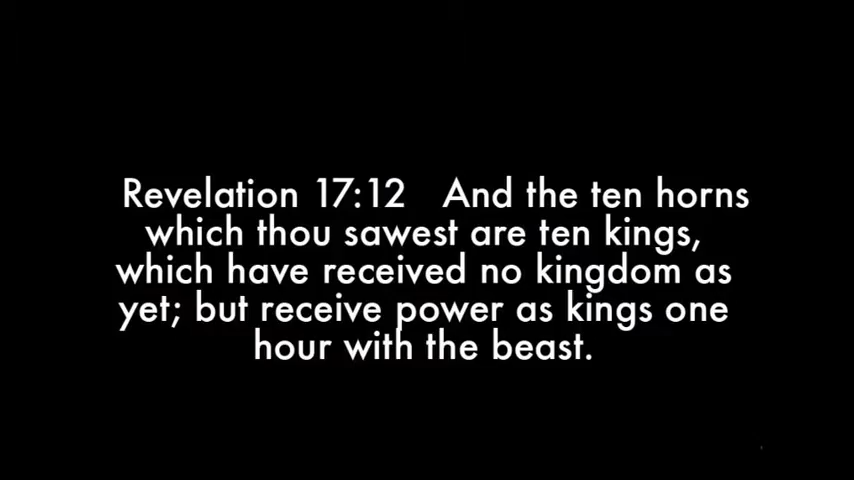 Revelation 17:12 And the ten horns
which thou sawest are ten kings,
which have received no kingdom as
yet; but receive power as kings one
hour with the beast.